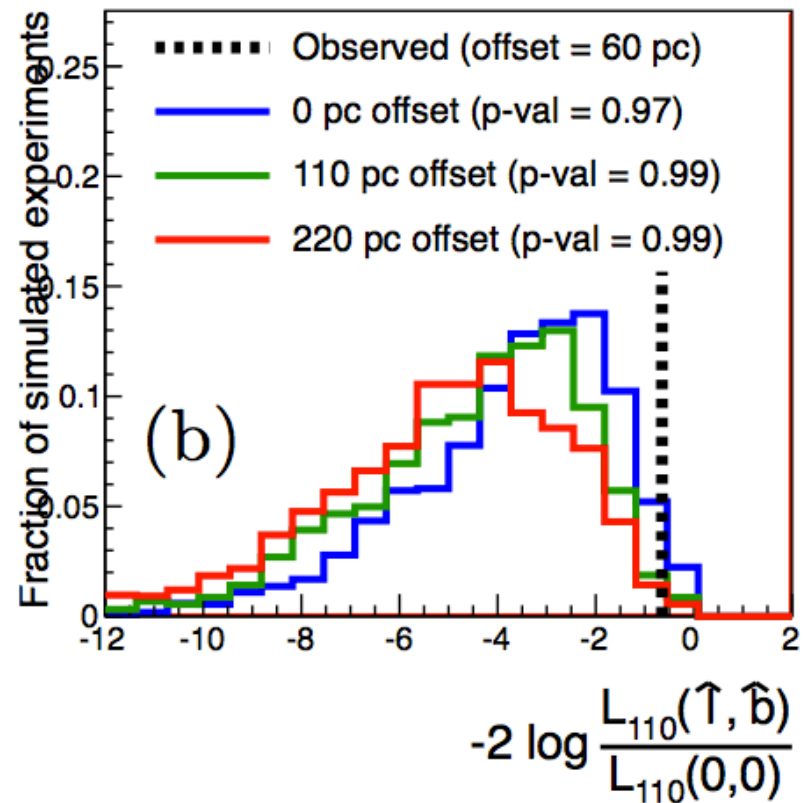 Fraction of simulated experiments
Observed (offset = 60 pc)
0 pc offset (p-val = 0.97)
110 pc offset (p-val = 0.99)
220 pc offset (p-val = 0.99)
(b)
0.25
0.2
0.15
0.1
0.05
0
-12 -10 -8 -6 -4 -2 0 2
-2 log L₁₁₀(T̂, b̂) / L₁₁₀(0,0)